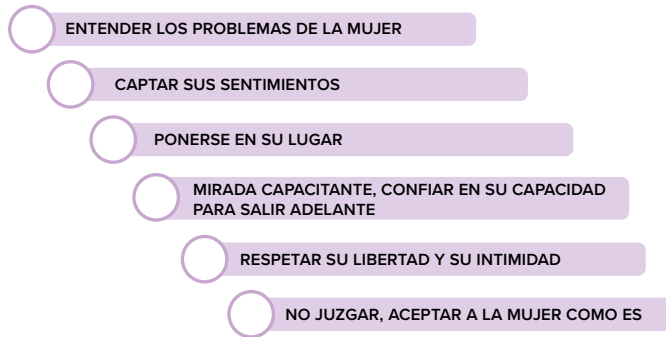 ENTENDER LOS PROBLEMAS DE LA MUJER
CAPTAR SUS SENTIMIENTOS
PONERSE EN SU LUGAR
MIRADA CAPACITANTE, CONFIAR EN SU CAPACIDAD
PARA SALIR ADELANTE
RESPETAR SU LIBERTAD Y SU INTIMIDAD
NO JUZGAR, ACEPTAR A LA MUJER COMO ES